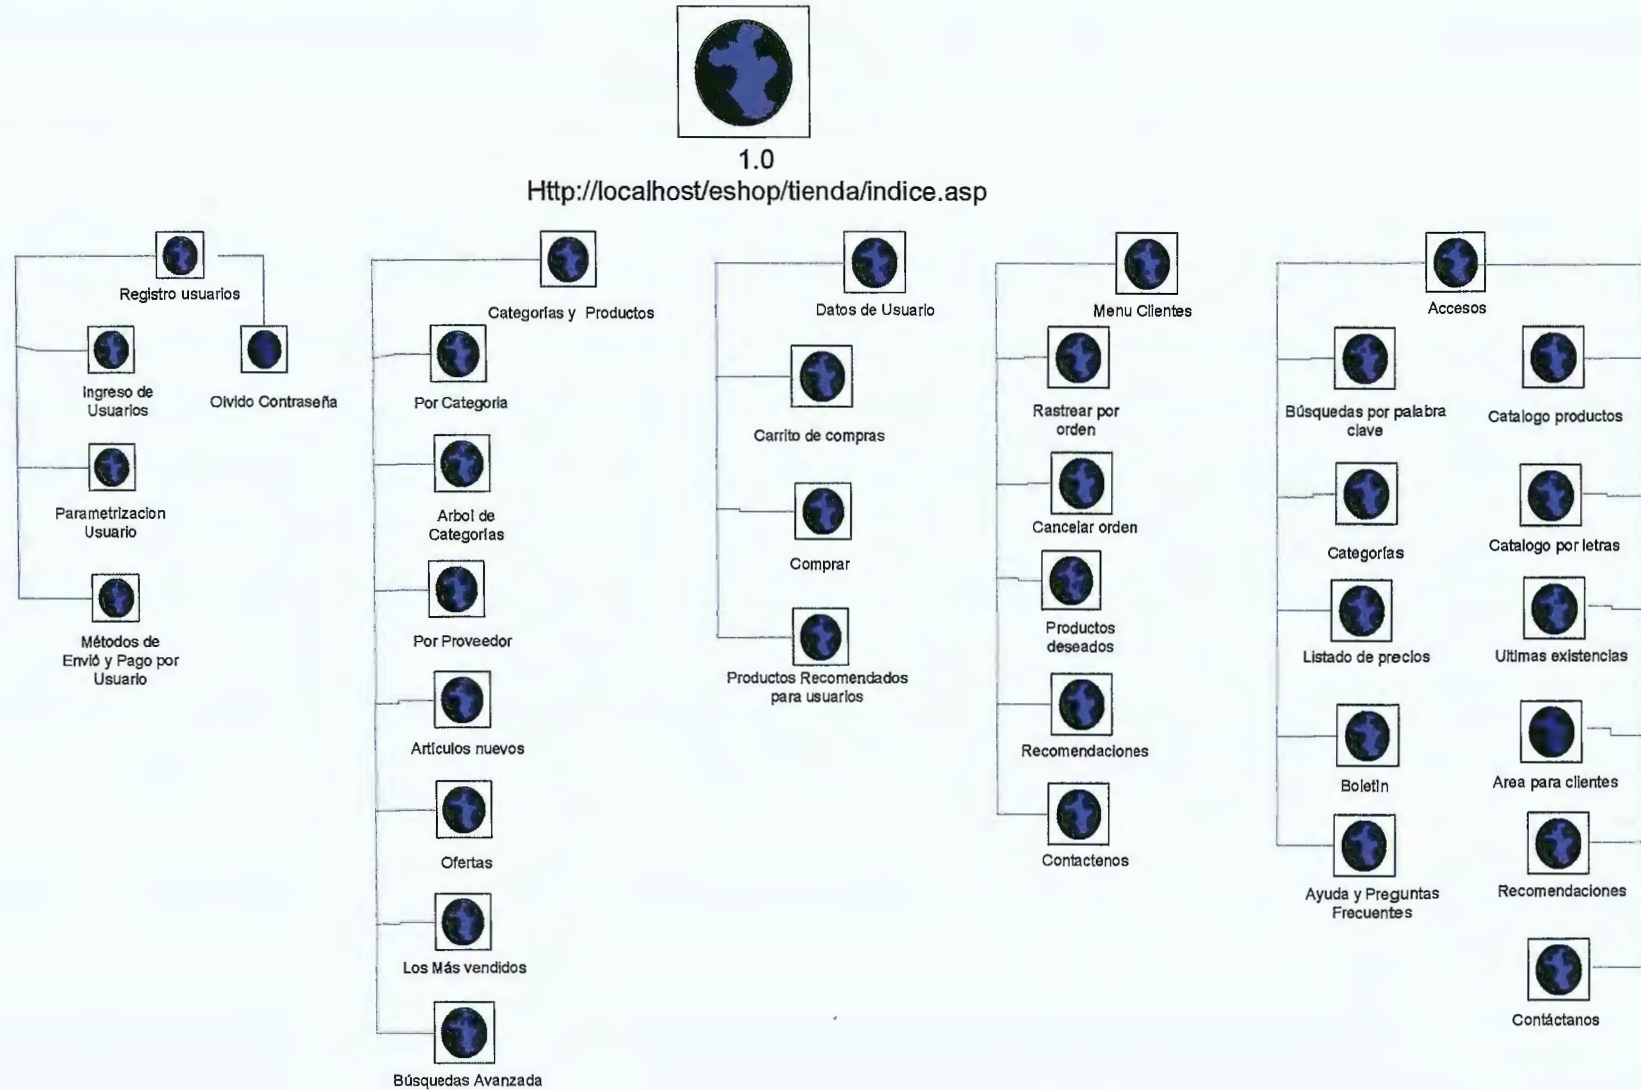 1.0
Http://localhost/eshop/tienda/indice.asp
Registro usuarios
Ingreso de
Usuarios
Olvido Contraseña
Parametrizacion
Usuario
Métodos de
Envió y Pago por
Usuario
Categorías y Productos
Por Categoria
Arbol de
Categorías
Por Proveedor
Artículos nuevos
Ofertas
Los Más vendidos
Búsquedas Avanzada
Datos de Usuario
Carrito de compras
Comprar
Productos Recomendados
para usuarios
Menu Clientes
Rastrear por
orden
Cancelar orden
Productos
deseados
Recomendaciones
Contactenos
Accesos
Búsquedas por palabra
clave
Categorías
Listado de precios
Boletín
Ayuda y Preguntas
Frecuentes
Catalogo productos
Catalogo por letras
Ultimas existencias
Area para clientes
Recomendaciones
Contáctanos